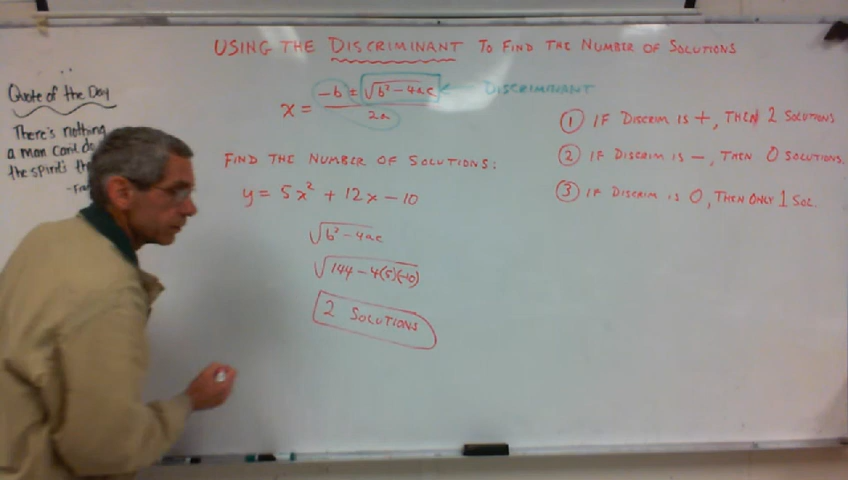 USING THE DISCRIMINANT TO FIND THE NUMBER OF SOLUTIONS
Quote of the Day
There's nothing
a man can't do
the spirit's
x = -b ± √b² - 4ac / 2a
DISCRIMINANT
① IF DISCRIM IS +, THEN 2 SOLUTIONS
② IF DISCRIM IS -, THEN 0 SOLUTIONS.
③ IF DISCRIM IS 0, THEN ONLY 1 SOL.
FIND THE NUMBER OF SOLUTIONS:
y = 5x² + 12x - 10
√b² - 4ac
√144 - 4(5)(-10)
2 SOLUTIONS